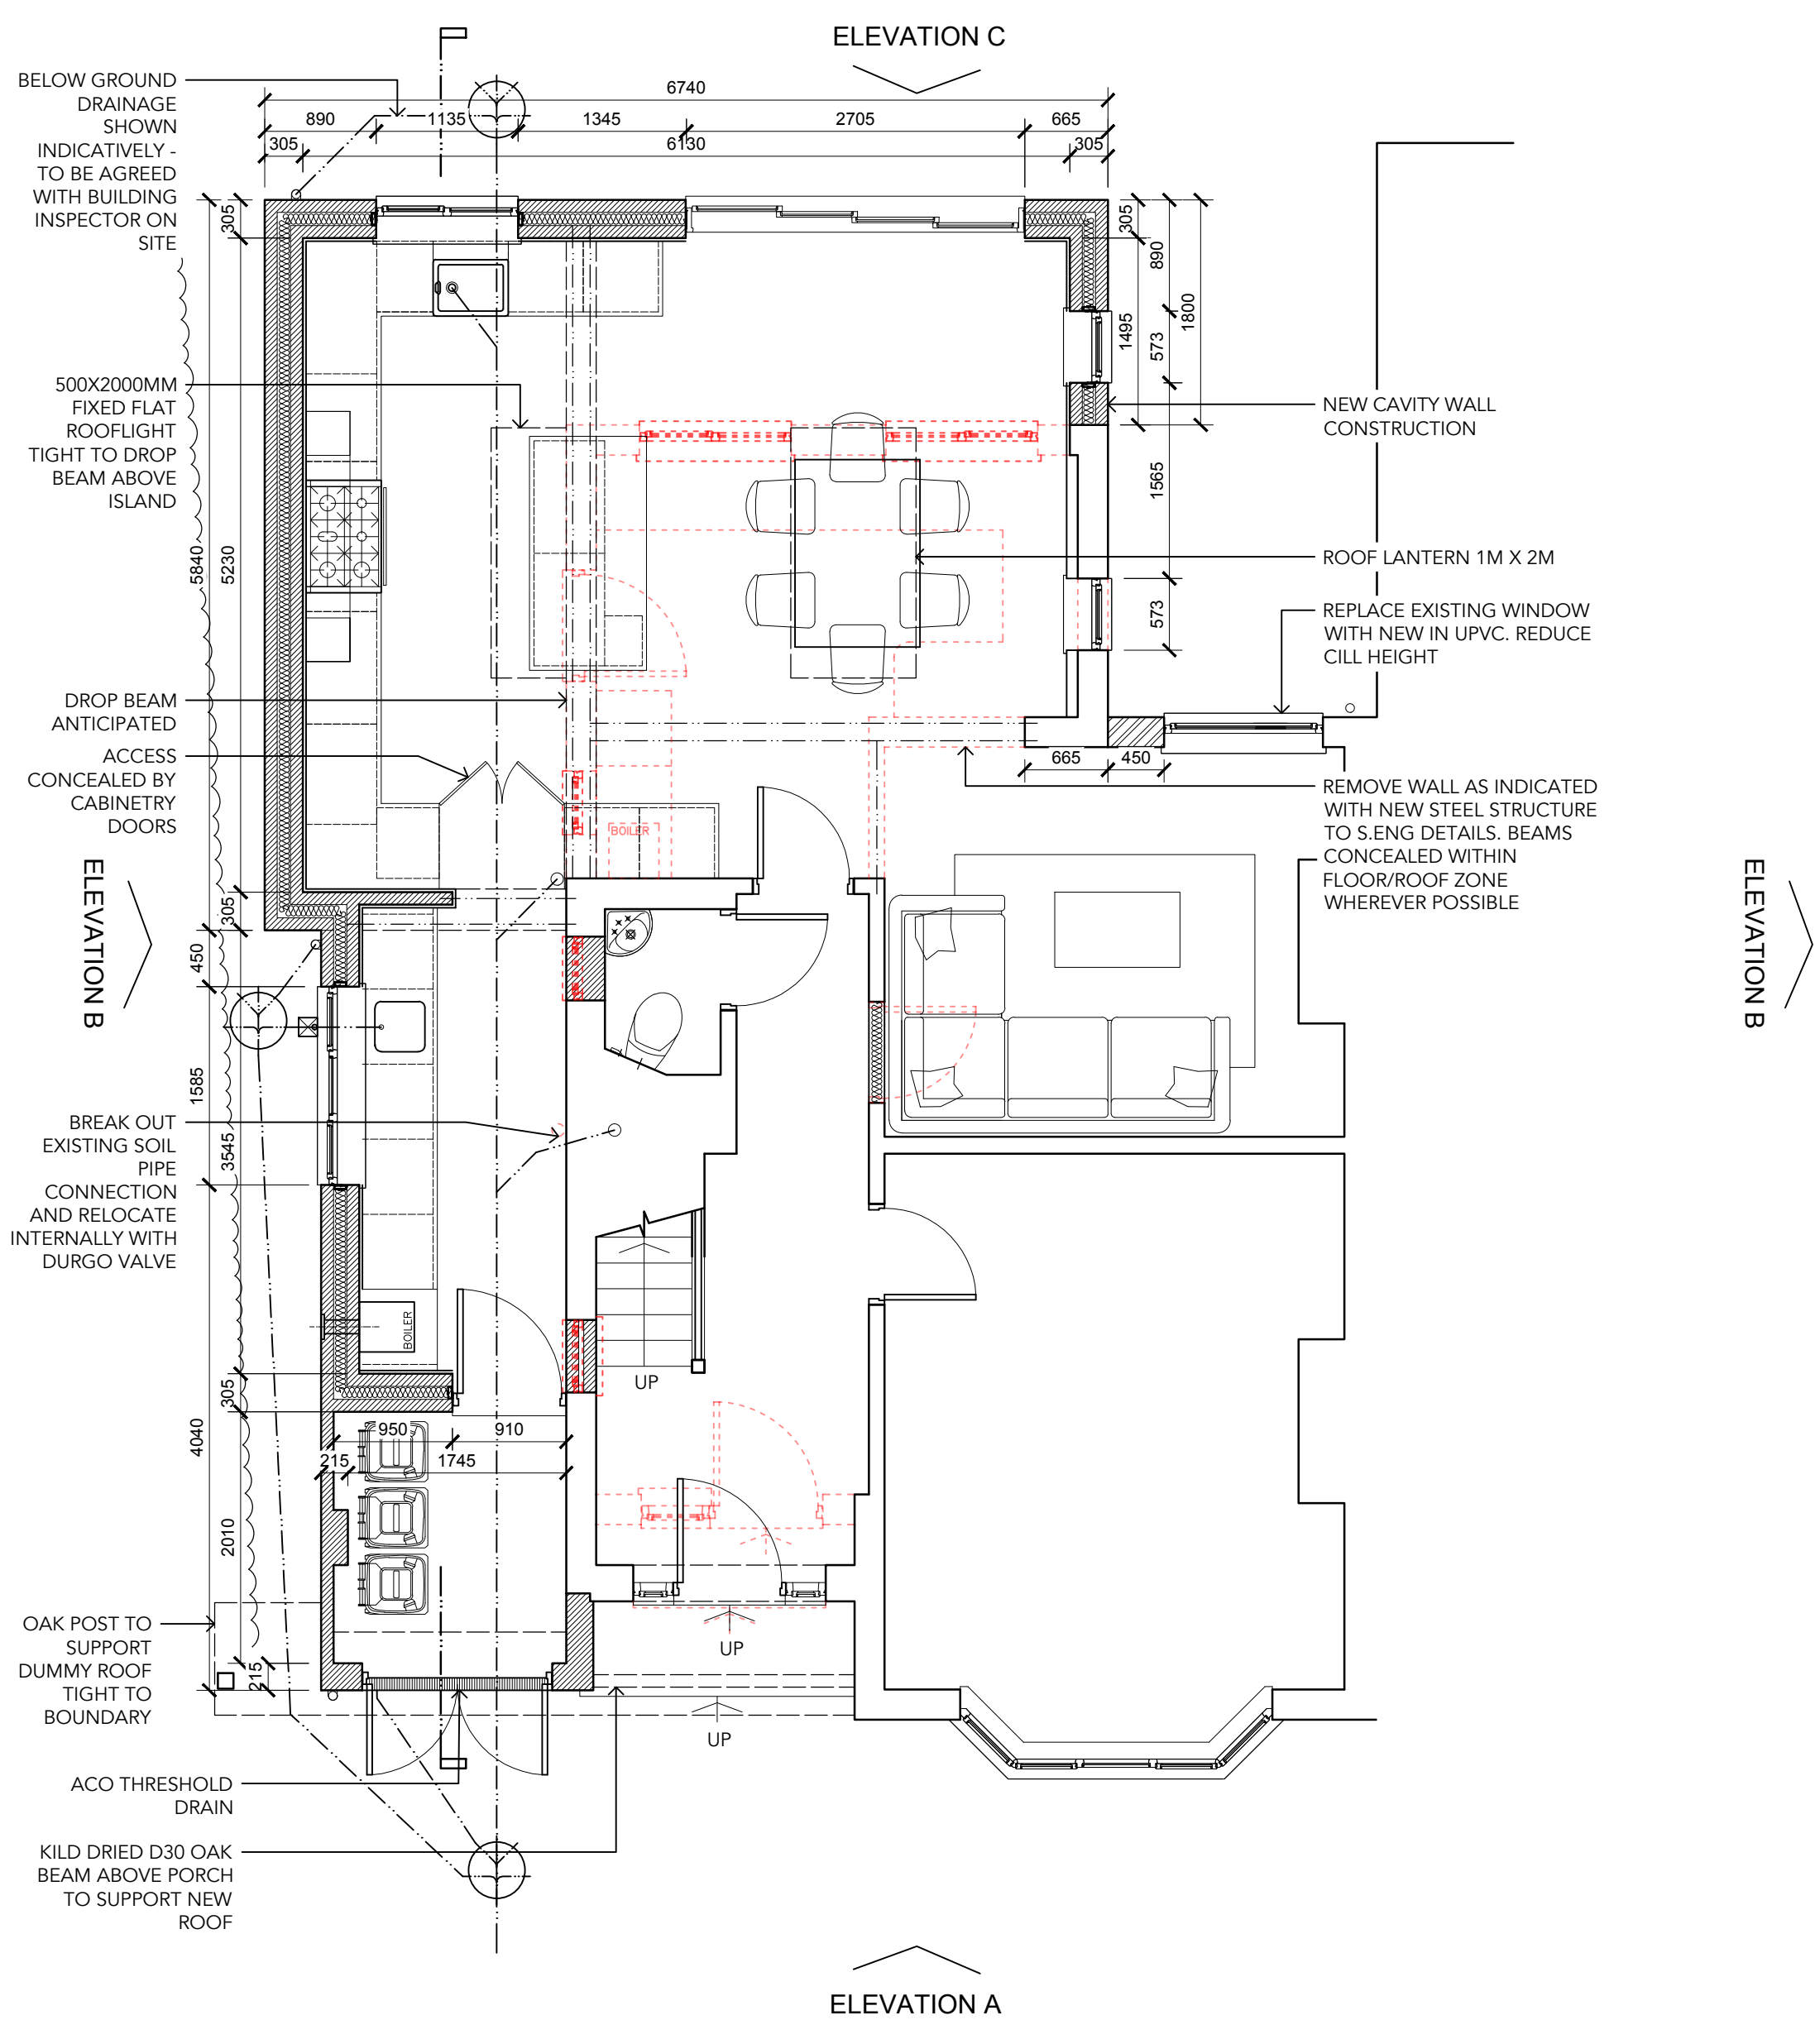 ELEVATION C
BELOW GROUND
DRAINAGE
SHOWN
INDICATIVELY -
TO BE AGREED
WITH BUILDING
INSPECTOR ON
SITE
6740
890
1135
1345
2705
665
305
6130
305
305
305
890
1495
573
1800
500X2000MM
FIXED FLAT
ROOFLIGHT
TIGHT TO DROP
BEAM ABOVE
ISLAND
NEW CAVITY WALL
CONSTRUCTION
1565
5840
5230
ROOF LANTERN 1M X 2M
573
REPLACE EXISTING WINDOW
WITH NEW IN UPVC. REDUCE
CILL HEIGHT
DROP BEAM
ANTICIPATED
ACCESS
CONCEALED BY
CABINETRY
DOORS
665
450
REMOVE WALL AS INDICATED
WITH NEW STEEL STRUCTURE
TO S.ENG DETAILS. BEAMS
CONCEALED WITHIN
FLOOR/ROOF ZONE
WHEREVER POSSIBLE
BOILER
ELEVATION B
ELEVATION B
305
450
1585
3545
BREAK OUT
EXISTING SOIL
PIPE
CONNECTION
AND RELOCATE
INTERNALLY WITH
DURGO VALVE
BOILER
UP
305
4040
950
910
215
1745
2010
OAK POST TO
SUPPORT
DUMMY ROOF
TIGHT TO
BOUNDARY
215
UP
UP
ACO THRESHOLD
DRAIN
KILD DRIED D30 OAK
BEAM ABOVE PORCH
TO SUPPORT NEW
ROOF
ELEVATION A